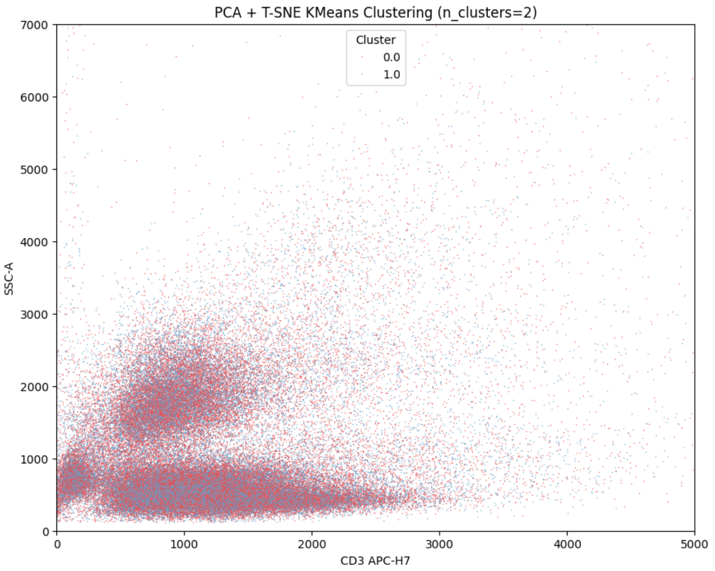 PCA + T-SNE KMeans Clustering (n_clusters=2)
Cluster
0.0
1.0
7000
6000
5000
4000
3000
2000
1000
0
SSC-A
0 1000 2000 3000 4000 5000
CD3 APC-H7